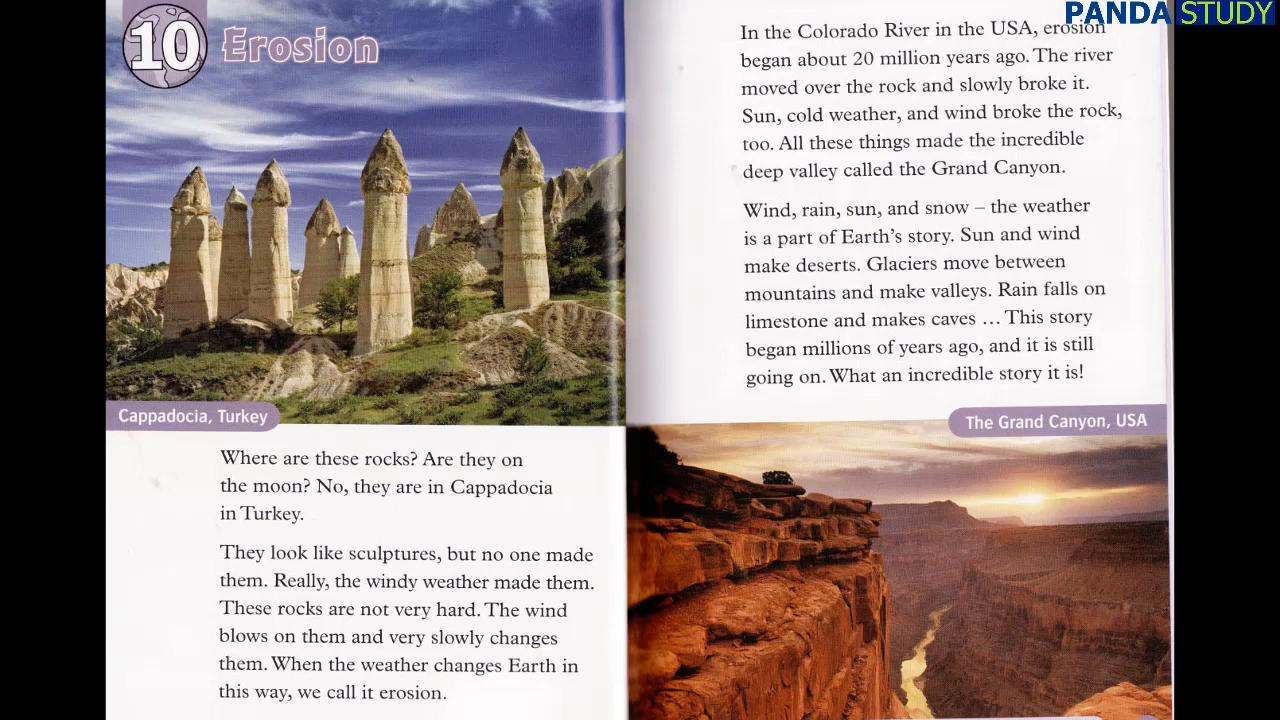 PANDA STUDY
10 Erosion
Cappadocia, Turkey
Where are these rocks? Are they on
the moon? No, they are in Cappadocia
in Turkey.
They look like sculptures, but no one made
them. Really, the windy weather made them.
These rocks are not very hard. The wind
blows on them and very slowly changes
them. When the weather changes Earth in
this way, we call it erosion.
In the Colorado River in the USA, erosion
began about 20 million years ago. The river
moved over the rock and slowly broke it.
Sun, cold weather, and wind broke the rock,
too. All these things made the incredible
deep valley called the Grand Canyon.
Wind, rain, sun, and snow – the weather
is a part of Earth's story. Sun and wind
make deserts. Glaciers move between
mountains and make valleys. Rain falls on
limestone and makes caves … This story
began millions of years ago, and it is still
going on. What an incredible story it is!
The Grand Canyon, USA